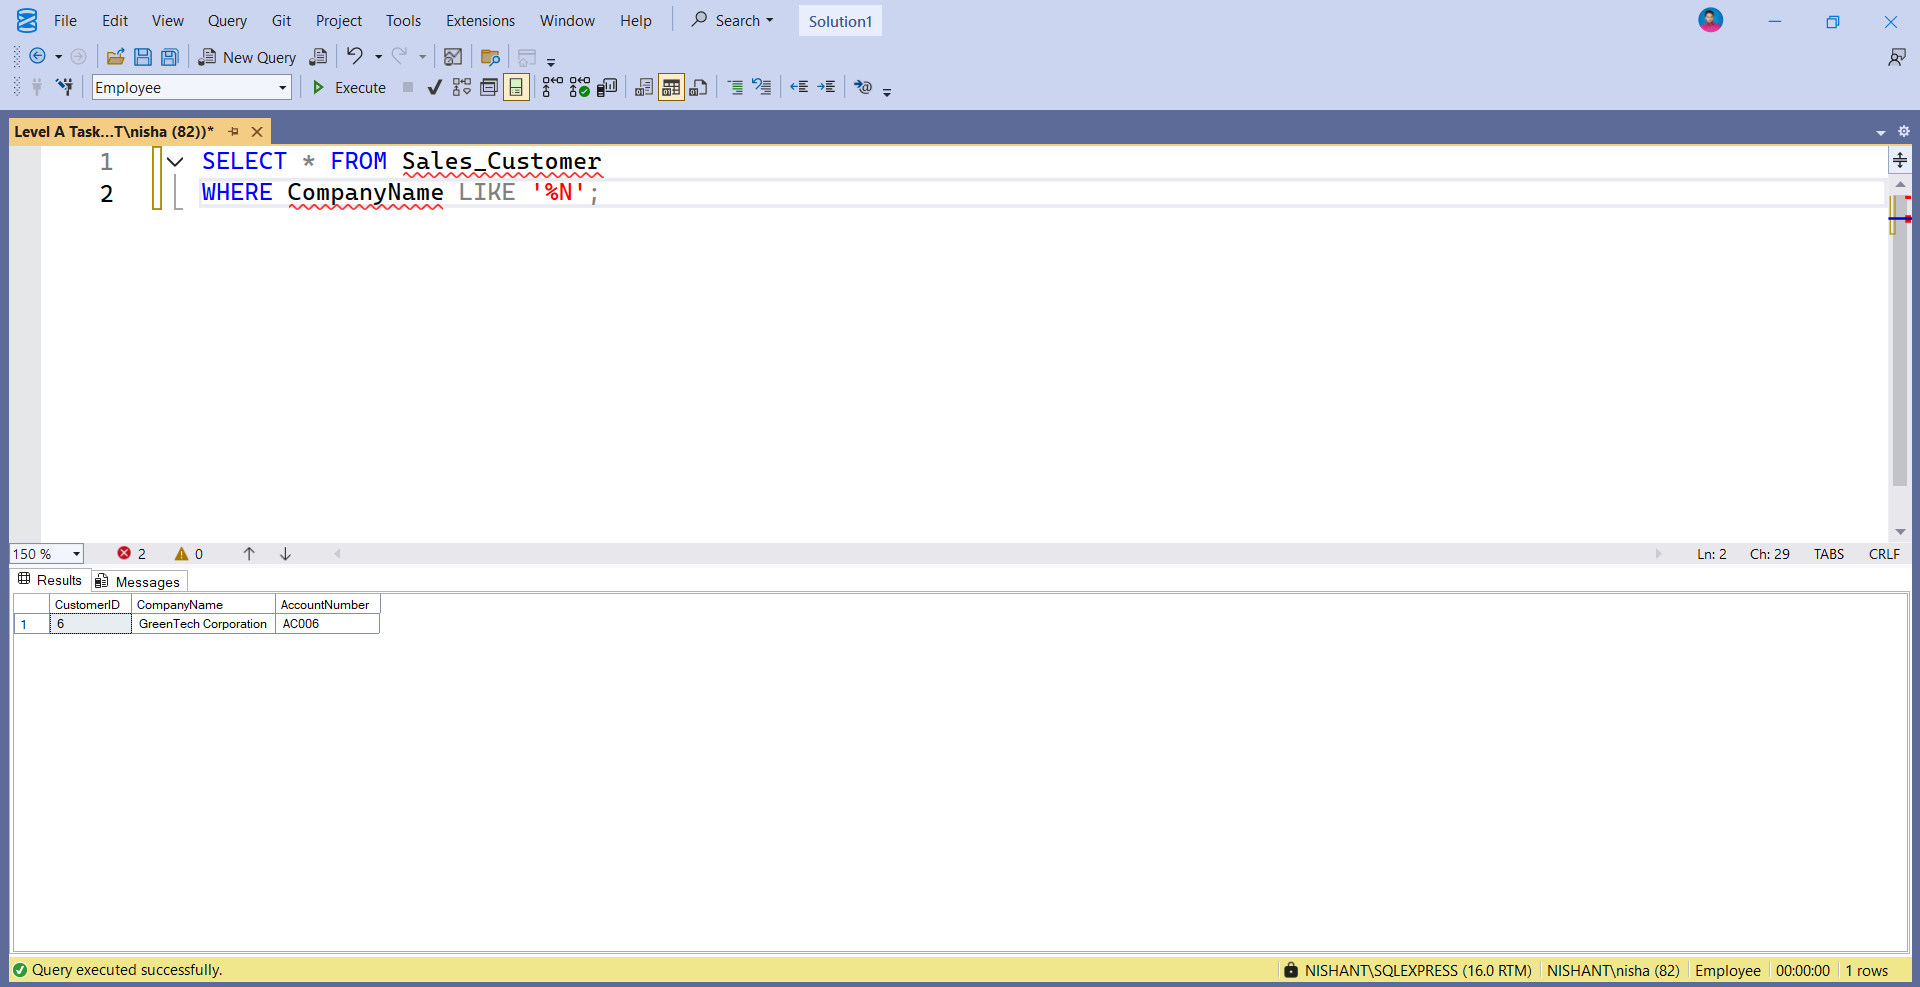 File Edit View Query Git Project Tools Extensions Window Help Search Solution1
New Query
Employee Execute
Level A Task...T\nisha (82))*
1 SELECT * FROM Sales_Customer
2 WHERE CompanyName LIKE '%N';
150 % 2 0 Ln: 2 Ch: 29 TABS CRLF
Results Messages
CustomerID CompanyName AccountNumber
1 6 GreenTech Corporation AC006
Query executed successfully. NISHANT\SQLEXPRESS (16.0 RTM) NISHANT\nisha (82) Employee 00:00:00 1 rows